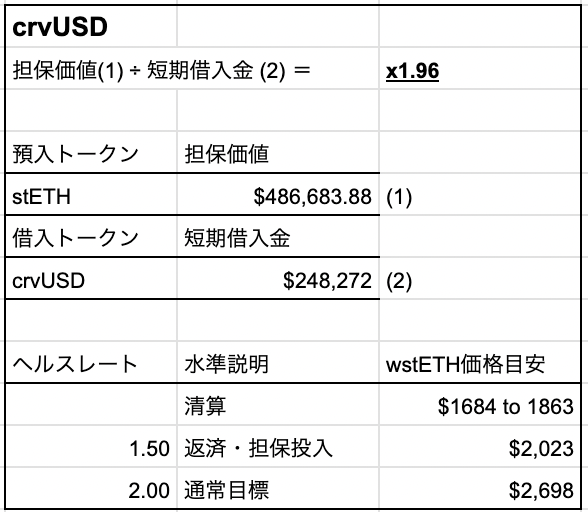 crvUSD
担保価値(1) ÷ 短期借入金 (2) ＝ x1.96
預入トークン 担保価値
stETH $486,683.88 (1)
借入トークン 短期借入金
crvUSD $248,272 (2)
ヘルスレート 水準説明 wstETH価格目安
清算 $1684 to 1863
1.50 返済・担保投入 $2,023
2.00 通常目標 $2,698